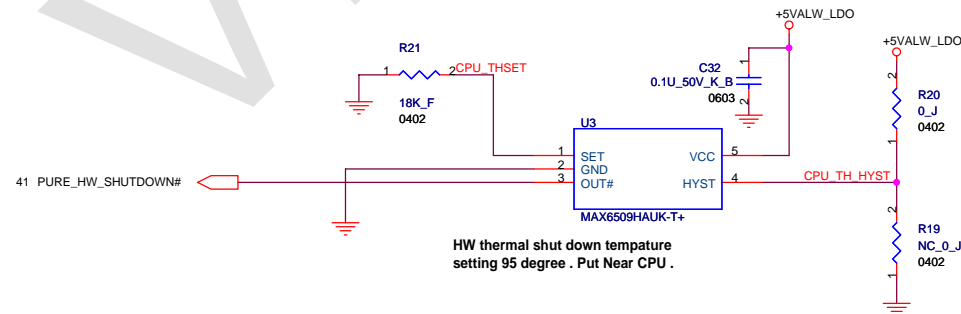 +5VALW_LDO
+5VALW_LDO
R21
1
2
CPU_THSET
18K_F
0402
C32
0.1U_50V_K_B
0603
1
2
R20
0_J
0402
2
1
U3
1
SET
2
GND
3
OUT#
VCC
5
HYST
4
MAX6509HAUK-T+
CPU_TH_HYST
41 PURE_HW_SHUTDOWN#
R19
NC_0_J
0402
2
1
HW thermal shut down tempature
setting 95 degree . Put Near CPU .